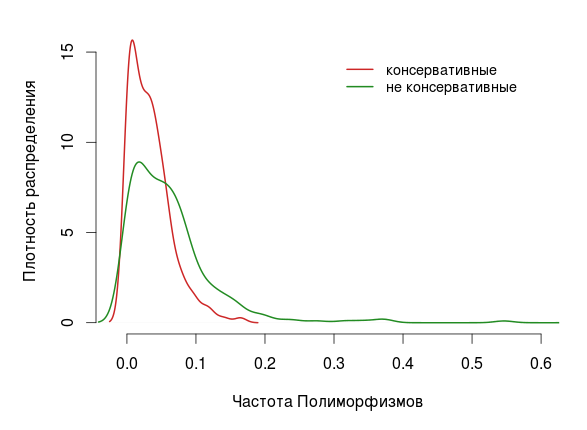 консервативные
не консервативные
Плотность распределения
15
10
5
0
0.0 0.1 0.2 0.3 0.4 0.5 0.6
Частота Полиморфизмов